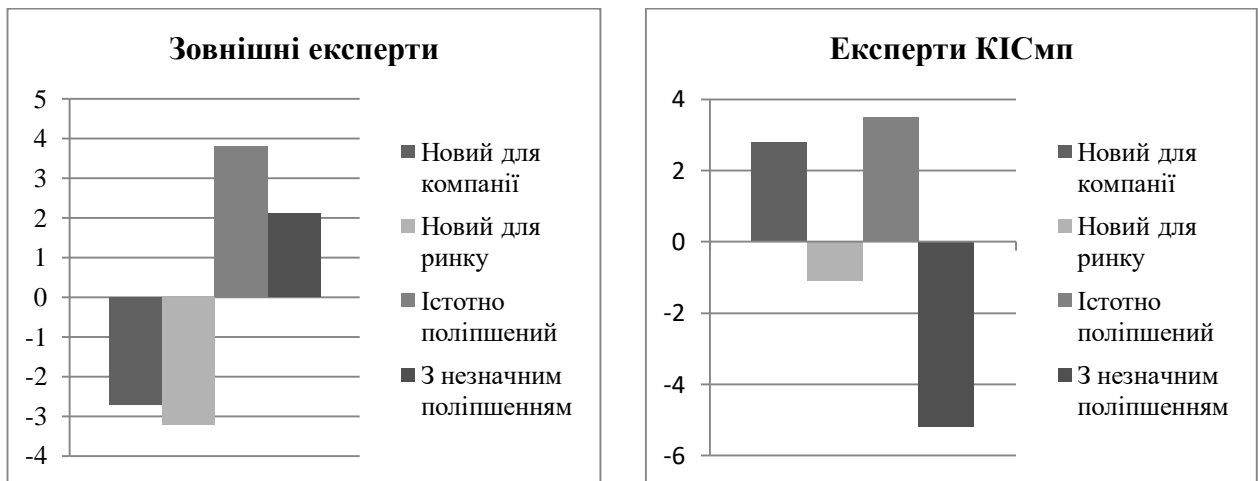 Зовнішні експерти
5
4
3
2
1
0
-1
-2
-3
-4
Новий для
компанії
Новий для
ринку
Істотно
поліпшений
З незначним
поліпшенням
Експерти КІСмп
4
2
0
-2
-4
-6
Новий для
компанії
Новий для
ринку
Істотно
поліпшений
З незначним
поліпшенням